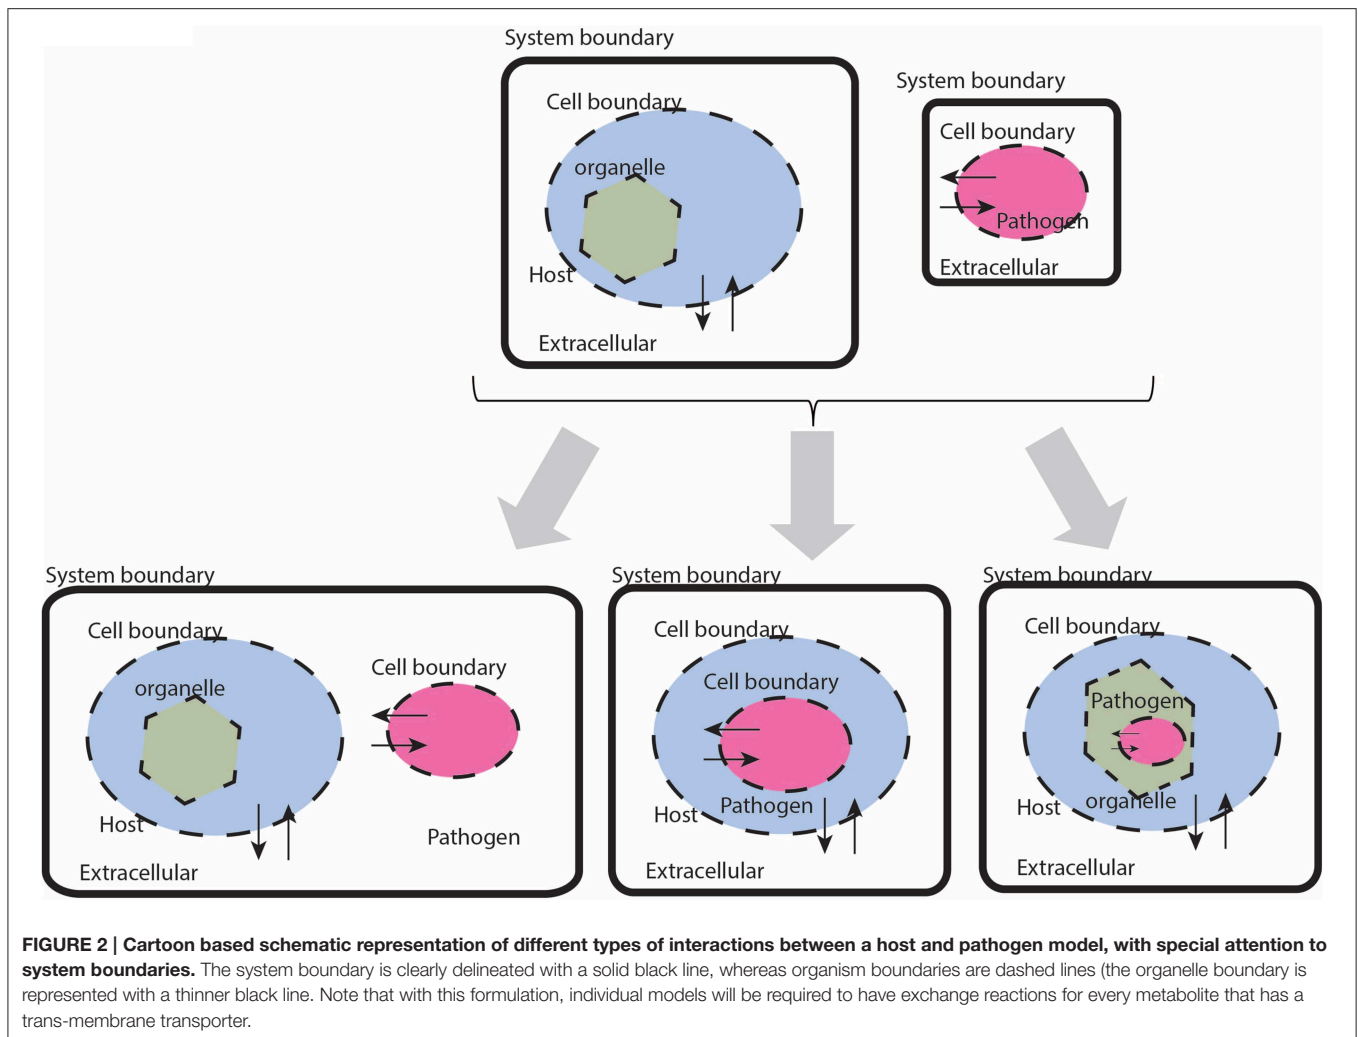 System boundary
Cell boundary
organelle
Host
Extracellular
System boundary
Cell boundary
Pathogen
Extracellular
System boundary
Cell boundary
organelle
Host
Extracellular
Cell boundary
Pathogen
System boundary
Cell boundary
Cell boundary
Pathogen
Host
Extracellular
System boundary
Cell boundary
Pathogen
organelle
Host
Extracellular
FIGURE 2 | Cartoon based schematic representation of different types of interactions between a host and pathogen model, with special attention to
system boundaries. The system boundary is clearly delineated with a solid black line, whereas organism boundaries are dashed lines (the organelle boundary is
represented with a thinner black line. Note that with this formulation, individual models will be required to have exchange reactions for every metabolite that has a
trans-membrane transporter.